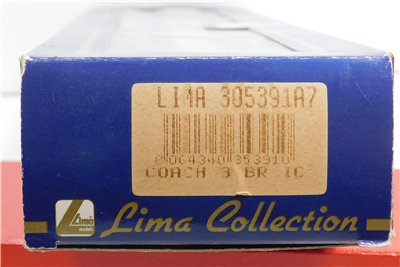 LIMA 305391A7
8 004340 353910
COACH 3 BR IC
Lima
models
Lima Collection